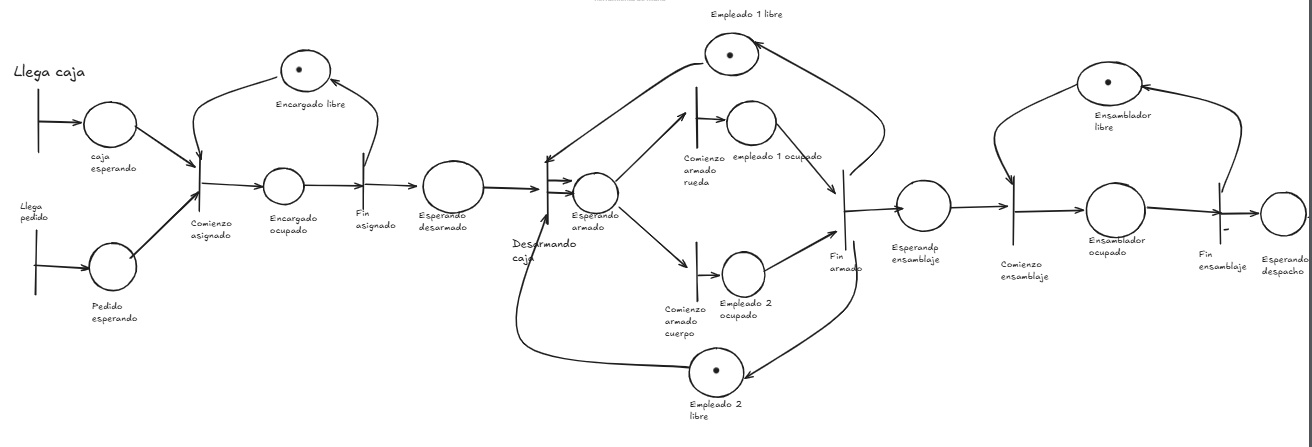 Empleado 1 libre
Llega caja
Encargado libre
Ensamblador
libre
caja
esperando
Comienzo
armado
rueda
empleado 1 ocupado
Llega
pedido
Comienzo
asignado
Encargado
ocupado
Fin
asignado
Esperando
desarmado
Esperando
armado
Desarmando
caja
Esperandp
ensamblaje
Fin
armado
Ensamblador
ocupado
Comienzo
ensamblaje
Fin
ensamblaje
Esperando
despacho
Pedido
esperando
Comienzo
armado
cuerpo
Empleado 2
ocupado
Empleado 2
libre